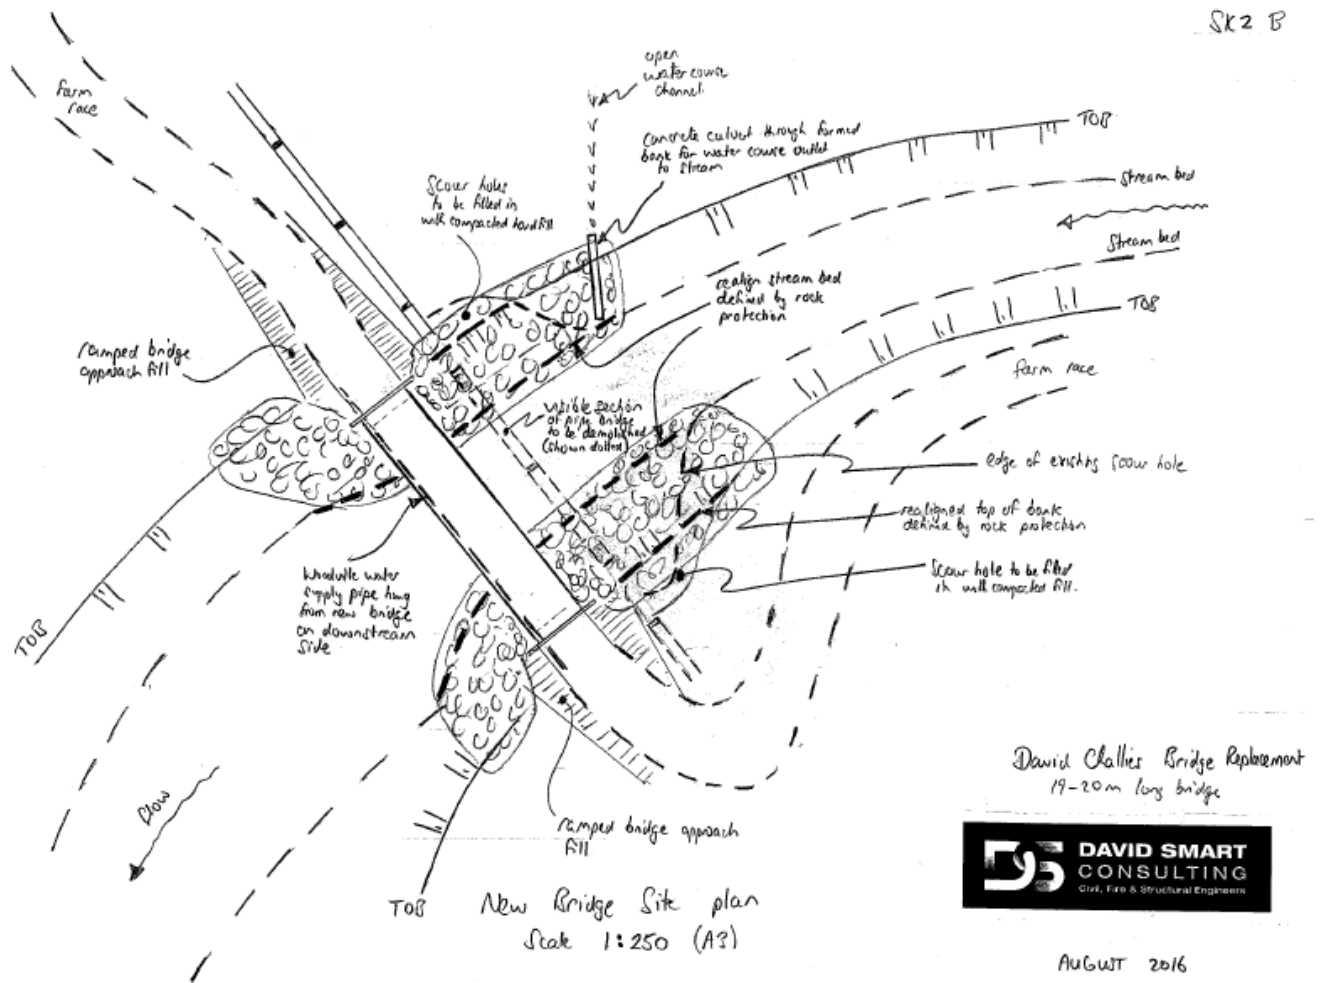 SK2 B
farm
race
open
water course
channel.
TOB
concrete culvert through formed
bank for water course outlet
to stream
Scour holes
to be filled in
with compacted hardfill
Stream bed
Stream bed
realign stream bed
defined by rock
protection
TOB
ramped bridge
approach fill
farm race
visible section
of pipe bridge
to be demolished
(shown dotted)
edge of existing scour hole
realigned top of bank
defined by rock protection
Scour hole to be filled
in with compacted fill.
water
supply pipe hung
from new bridge
on downstream
side
TOB
flow
ramped bridge approach
fill
TOB
New Bridge Site plan
Scale 1:250 (A3)
David Challies Bridge Replacement
19-20m long bridge
DS
DAVID SMART
CONSULTING
Civil, Fire & Structural Engineers
AUGUST 2016